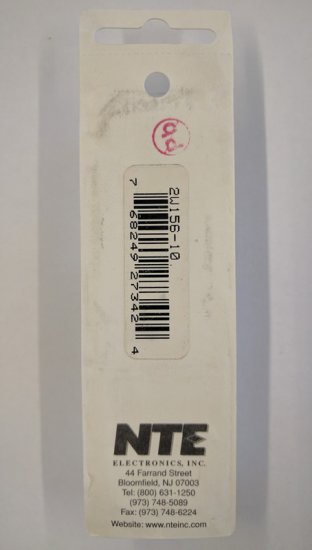 2W156-10
7 68249 27342 4
NTE
ELECTRONICS, INC.
44 Farrand Street
Bloomfield, NJ 07003
Tel: (800) 631-1250
(973) 748-5089
Fax: (973) 748-6224
Website: www.nteinc.com